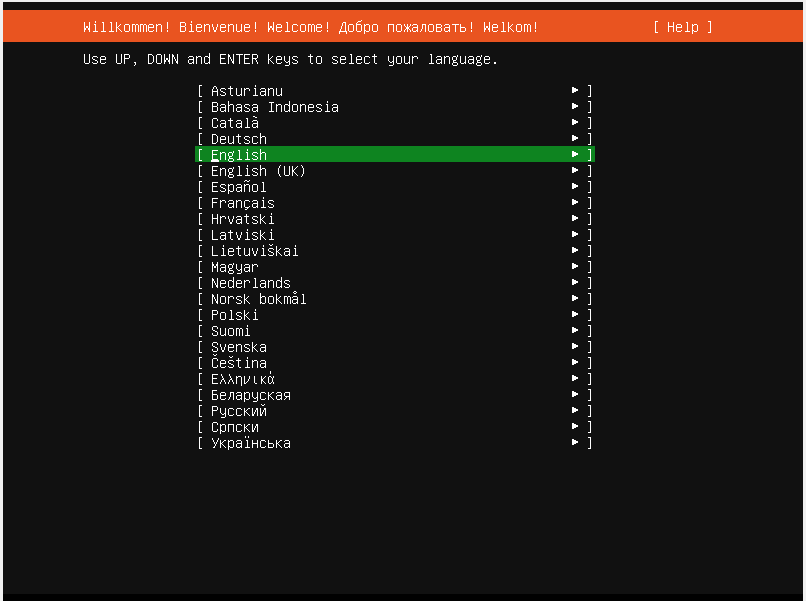 Willkommen! Bienvenue! Welcome! Добро пожаловать! Welkom! [ Help ]
Use UP, DOWN and ENTER keys to select your language.
[ Asturianu ► ]
[ Bahasa Indonesia ► ]
[ Català ► ]
[ Deutsch ► ]
[ English ► ]
[ English (UK) ► ]
[ Español ► ]
[ Français ► ]
[ Hrvatski ► ]
[ Latviski ► ]
[ Lietuviškai ► ]
[ Magyar ► ]
[ Nederlands ► ]
[ Norsk bokmål ► ]
[ Polski ► ]
[ Suomi ► ]
[ Svenska ► ]
[ Čeština ► ]
[ Ελληνικά ► ]
[ Беларуская ► ]
[ Русский ► ]
[ Српски ► ]
[ Українська ► ]